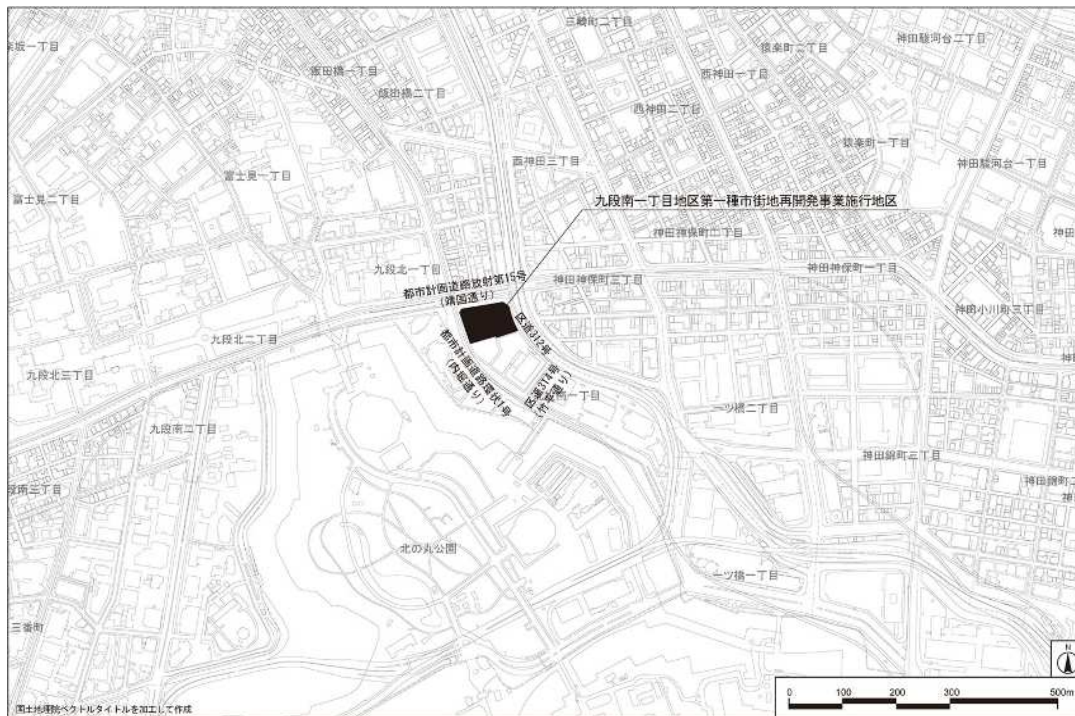 三崎町二丁目
猿楽町二丁目
神田駿河台二丁目
飯田橋一丁目
飯田橋二丁目
西神田一丁目
西神田二丁目
猿楽町一丁目
西神田三丁目
神田駿河台一丁目
富士見二丁目
富士見一丁目
九段南一丁目地区第一種市街地再開発事業施行地区
神田神保町二丁目
九段北一丁目
神田神保町三丁目
神田神保町一丁目
都市計画道路放射第15号
(靖国通り)
神田小川町三丁目
区道312号
九段北二丁目
都市計画道路環状1号
(内堀通り)
九段北三丁目
区道314号
(竹平通り)
一ツ橋二丁目
九段南二丁目
神田錦町三丁目
北の丸公園
一ツ橋一丁目
三番町
N
0 100 200 300 500m
国土地理院ベクトルタイルを加工して作成